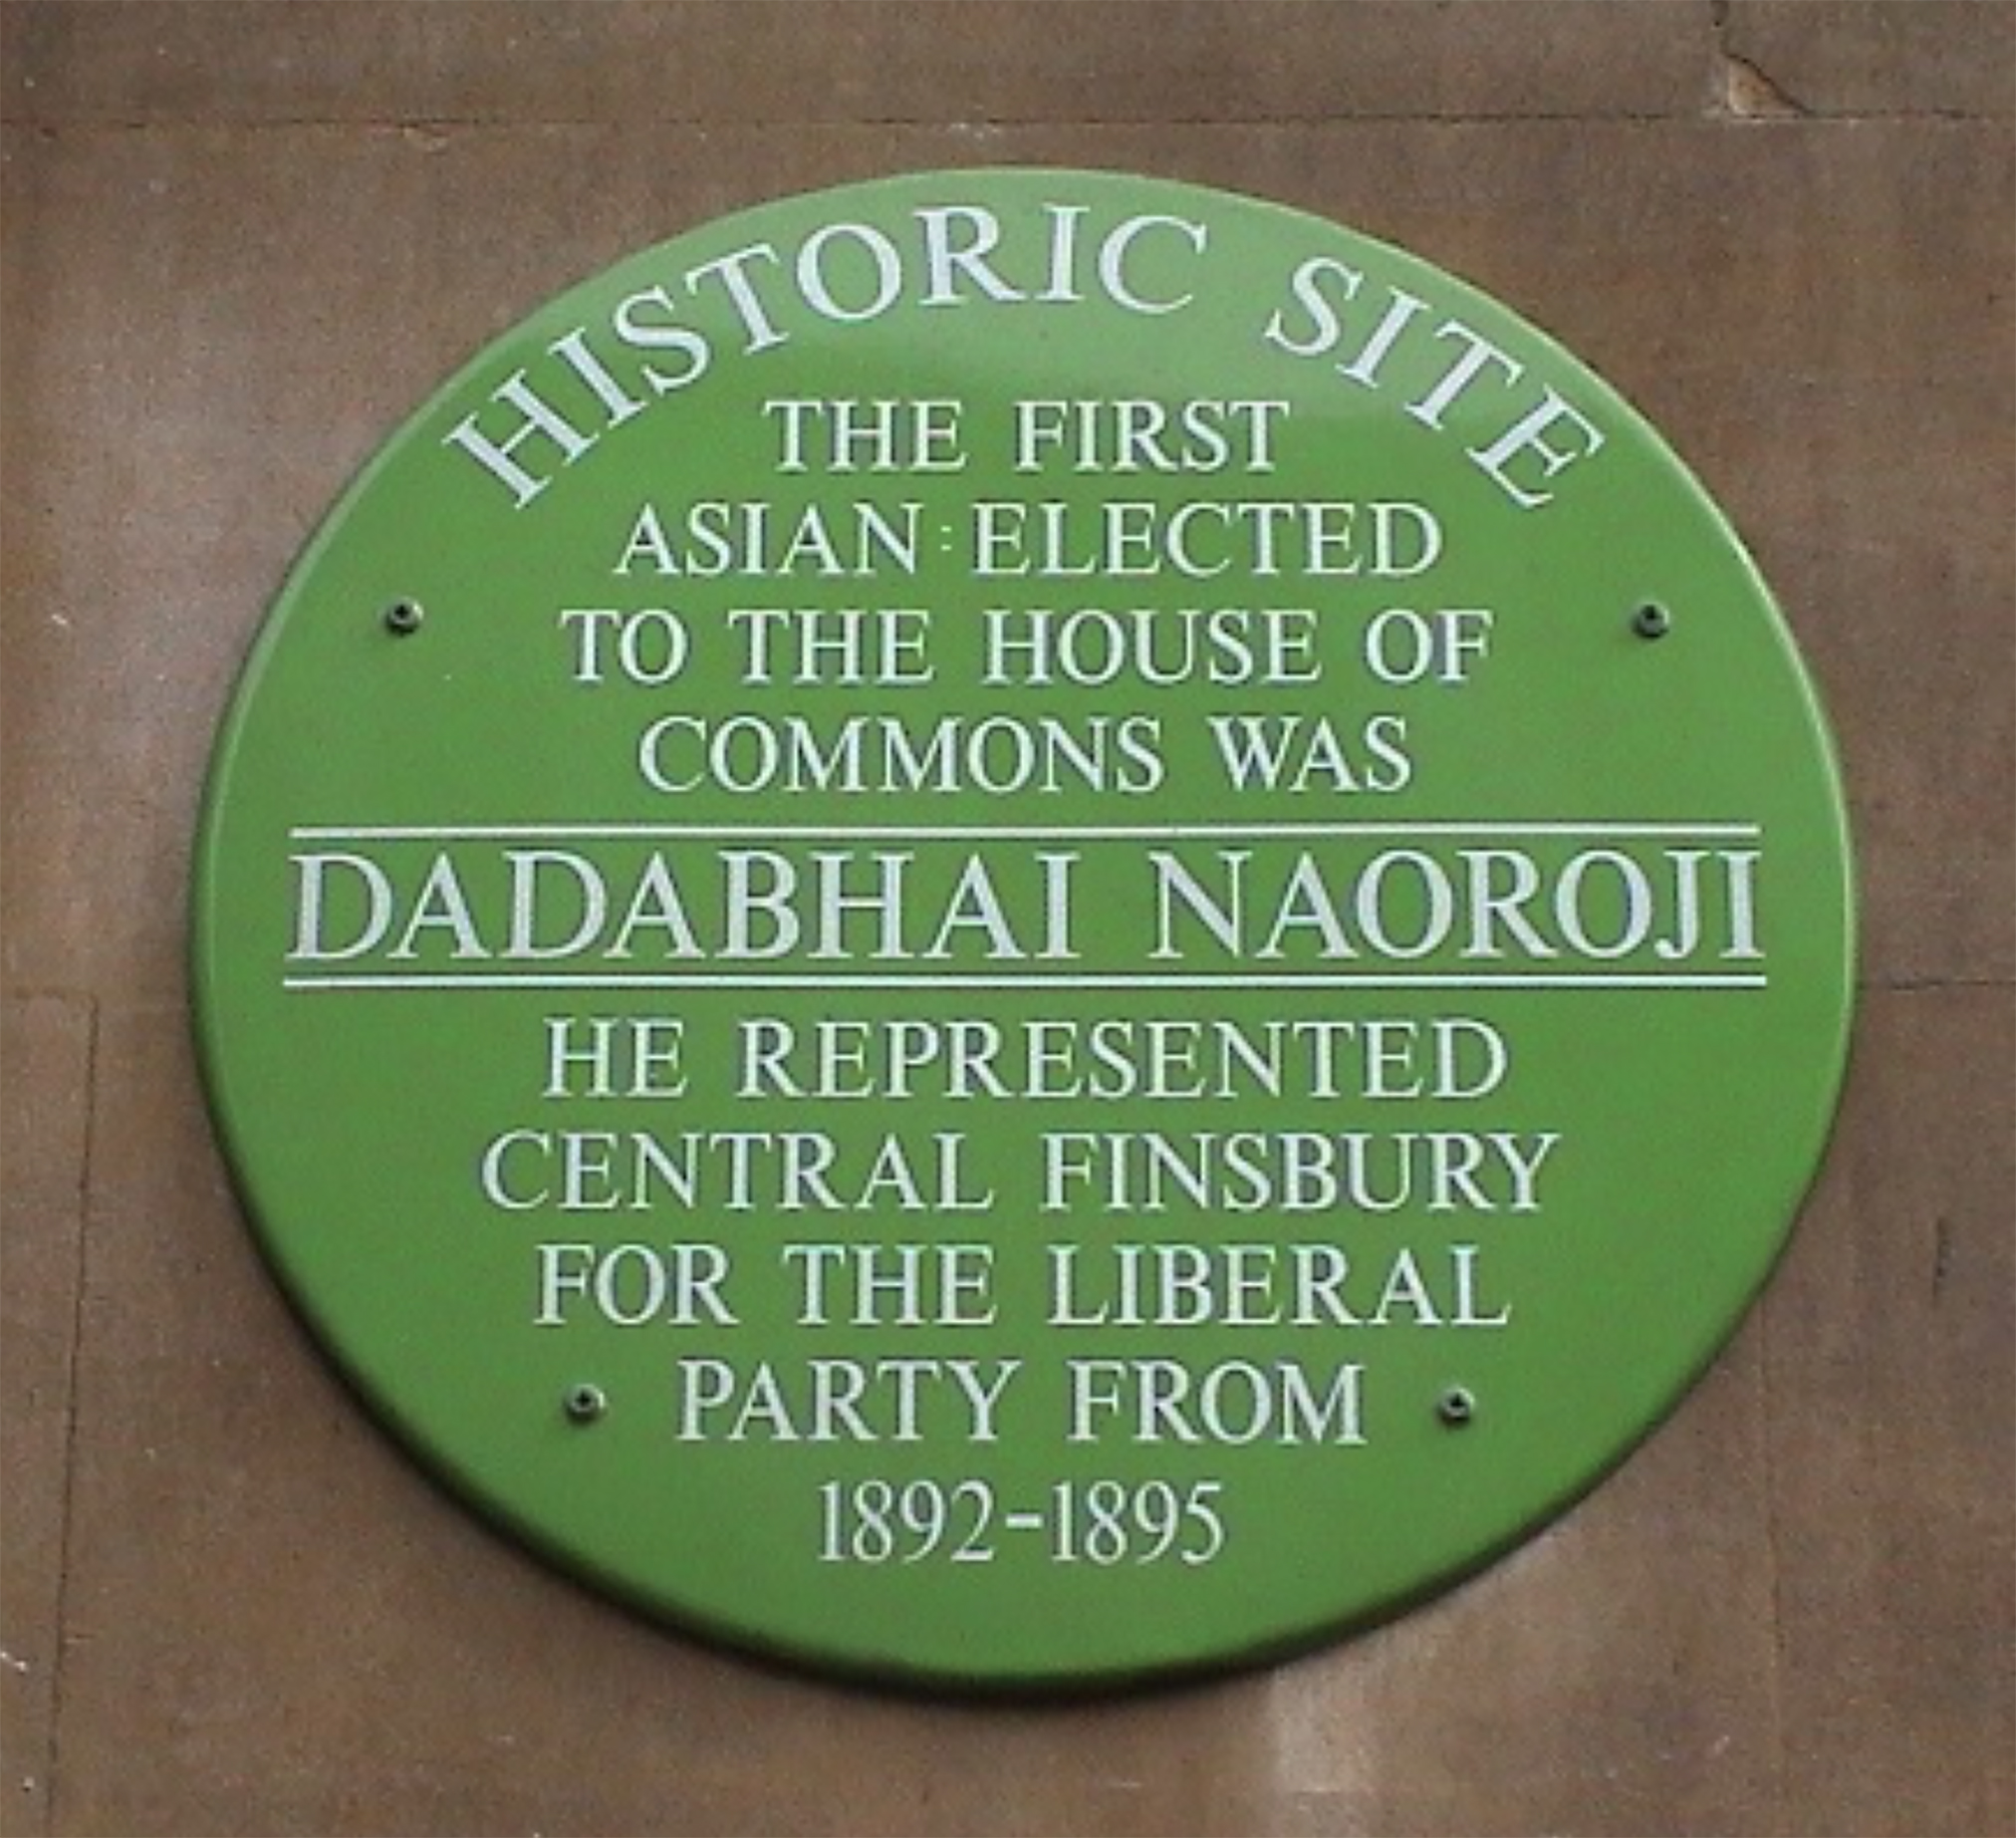 HISTORIC SITE
THE FIRST
ASIAN ELECTED
TO THE HOUSE OF
COMMONS WAS
DADABHAI NAOROJI
HE REPRESENTED
CENTRAL FINSBURY
FOR THE LIBERAL
PARTY FROM
1892-1895